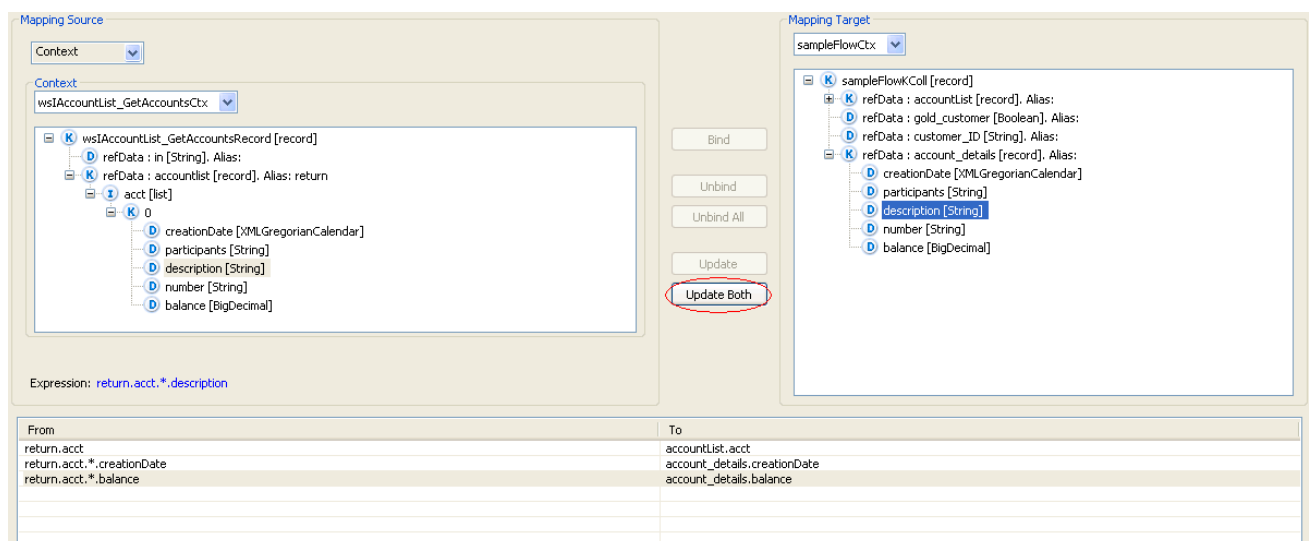 Mapping Source
Context
Context
wsIAccountList_GetAccountsCtx
wsIAccountList_GetAccountsRecord [record]
refData : in [String]. Alias:
refData : accountlist [record]. Alias: return
acct [list]
0
creationDate [XMLGregorianCalendar]
participants [String]
description [String]
number [String]
balance [BigDecimal]
Expression: return.acct.*.description
Bind
Unbind
Unbind All
Update
Update Both
Mapping Target
sampleFlowCtx
sampleFlowKColl [record]
refData : accountList [record]. Alias:
refData : gold_customer [Boolean]. Alias:
refData : customer_ID [String]. Alias:
refData : account_details [record]. Alias:
creationDate [XMLGregorianCalendar]
participants [String]
description [String]
number [String]
balance [BigDecimal]
From To
return.acct accountList.acct
return.acct.*.creationDate account_details.creationDate
return.acct.*.balance account_details.balance